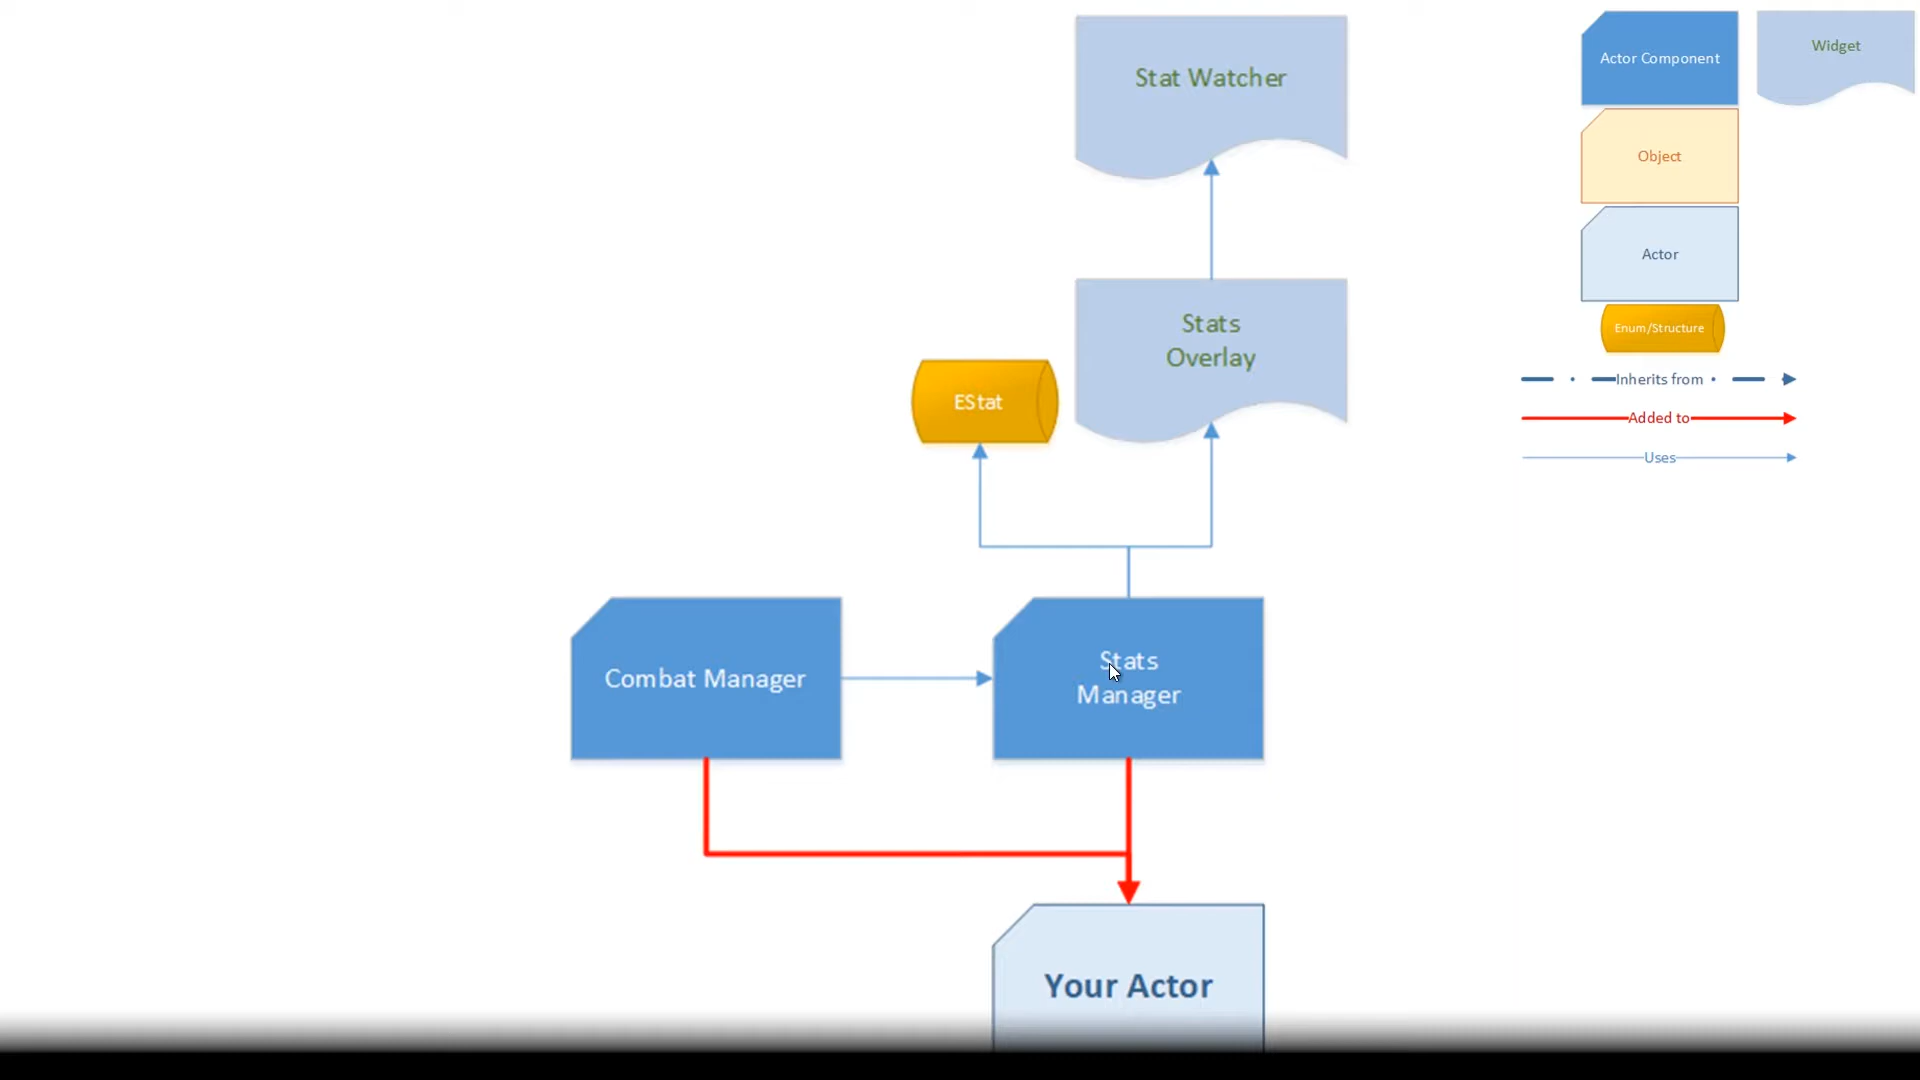 Stat Watcher
Stats
Overlay
EStat
Combat Manager
Stats
Manager
Your Actor
Actor Component
Widget
Object
Actor
Enum/Structure
Inherits from
Added to
Uses